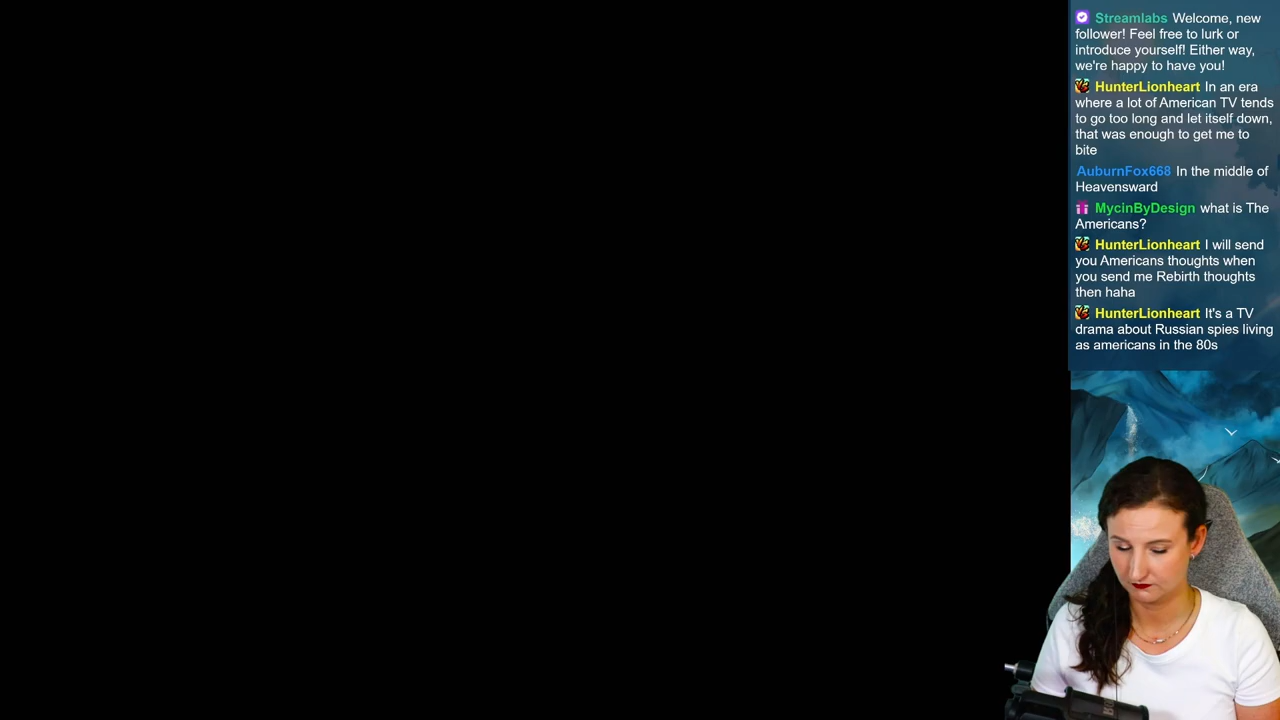 Streamlabs Welcome, new
follower! Feel free to lurk or
introduce yourself! Either way,
we're happy to have you!
HunterLionheart In an era
where a lot of American TV tends
to go too long and let itself down,
that was enough to get me to
bite
AuburnFox668 In the middle of
Heavensward
MycinByDesign what is The
Americans?
HunterLionheart I will send
you Americans thoughts when
you send me Rebirth thoughts
then haha
HunterLionheart It's a TV
drama about Russian spies living
as americans in the 80s